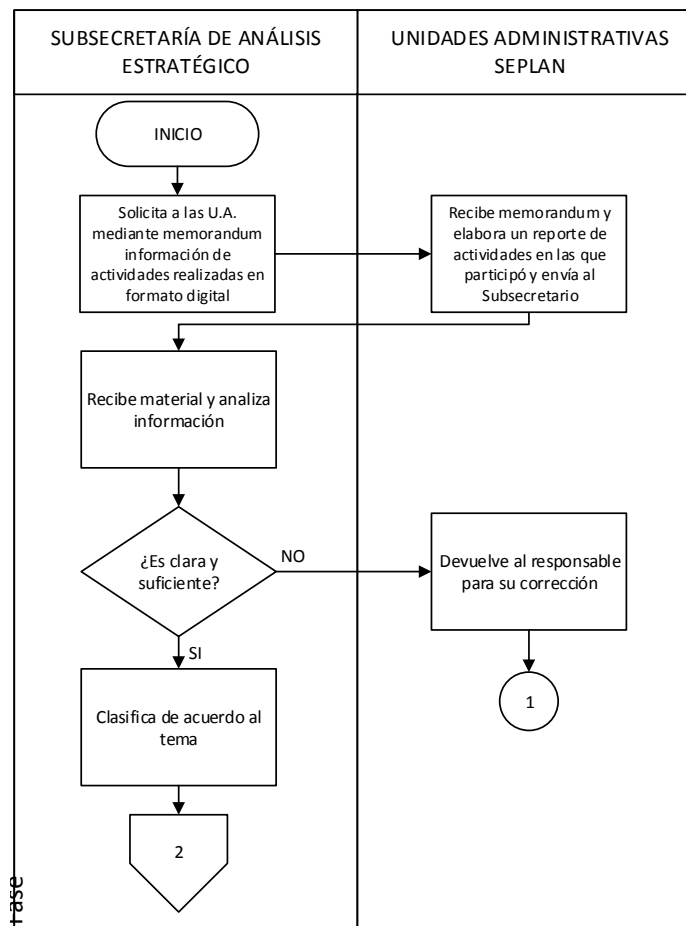 SUBSECRETARÍA DE ANÁLISIS
ESTRATÉGICO
UNIDADES ADMINISTRATIVAS
SEPLAN
INICIO
Solicita a las U.A.
mediante memorandum
información de
actividades realizadas en
formato digital
Recibe memorandum y
elabora un reporte de
actividades en las que
participó y envía al
Subsecretario
Recibe material y analiza
información
¿Es clara y
suficiente?
NO
Devuelve al responsable
para su corrección
SI
1
Clasifica de acuerdo al
tema
2
Fase